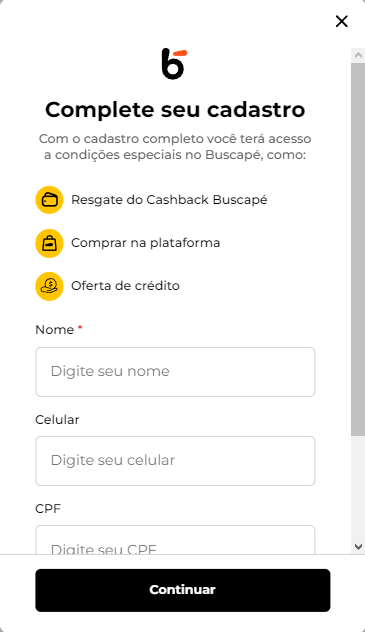 Complete seu cadastro
Com o cadastro completo você terá acesso
a condições especiais no Buscapé, como:
Resgate do Cashback Buscapé
Comprar na plataforma
Oferta de crédito
Nome *
Digite seu nome
Celular
Digite seu celular
CPF
Digite seu CPF
Continuar